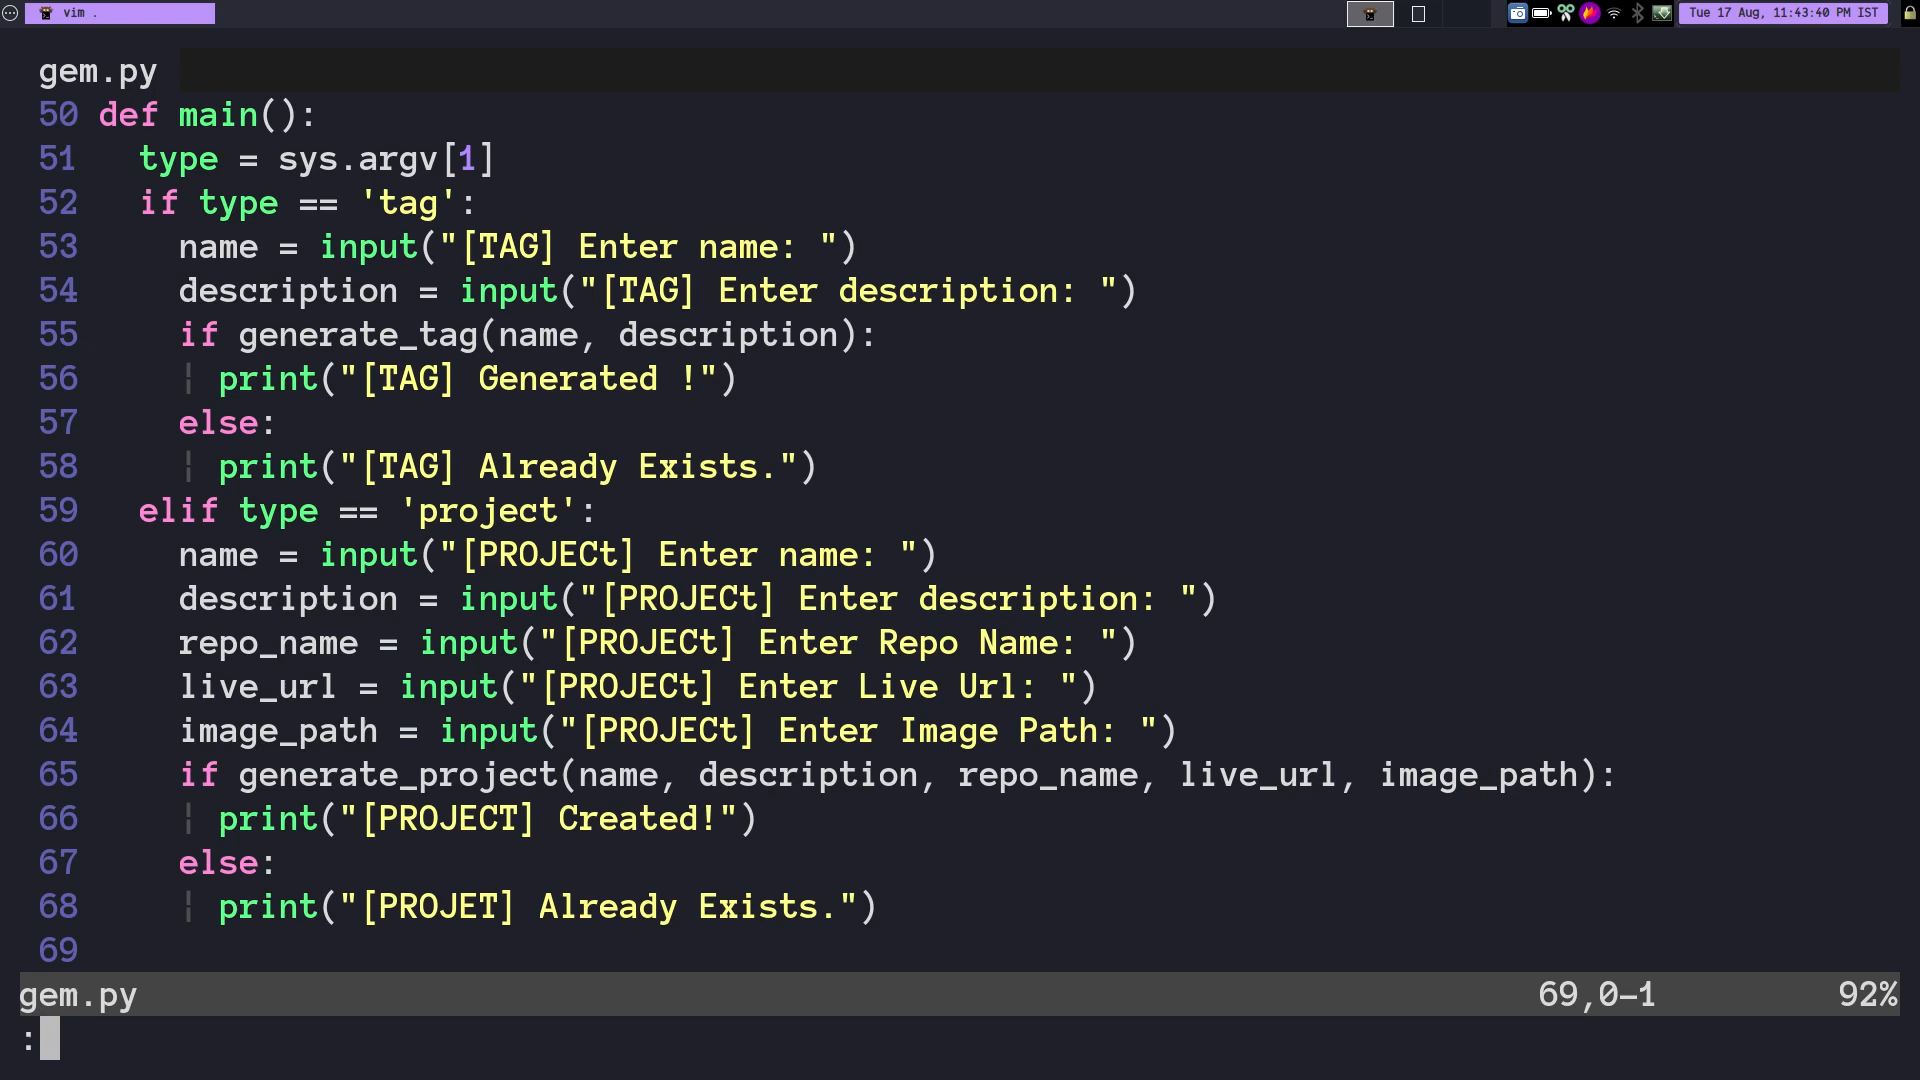 vim .
Tue 17 Aug, 11:43:40 PM IST
gem.py
50 def main():
51   type = sys.argv[1]
52   if type == 'tag':
53     name = input("[TAG] Enter name: ")
54     description = input("[TAG] Enter description: ")
55     if generate_tag(name, description):
56     ¦ print("[TAG] Generated !")
57     else:
58     ¦ print("[TAG] Already Exists.")
59   elif type == 'project':
60     name = input("[PROJECt] Enter name: ")
61     description = input("[PROJECt] Enter description: ")
62     repo_name = input("[PROJECt] Enter Repo Name: ")
63     live_url = input("[PROJECt] Enter Live Url: ")
64     image_path = input("[PROJECt] Enter Image Path: ")
65     if generate_project(name, description, repo_name, live_url, image_path):
66     ¦ print("[PROJECT] Created!")
67     else:
68     ¦ print("[PROJET] Already Exists.")
69
gem.py 69,0-1 92%
: